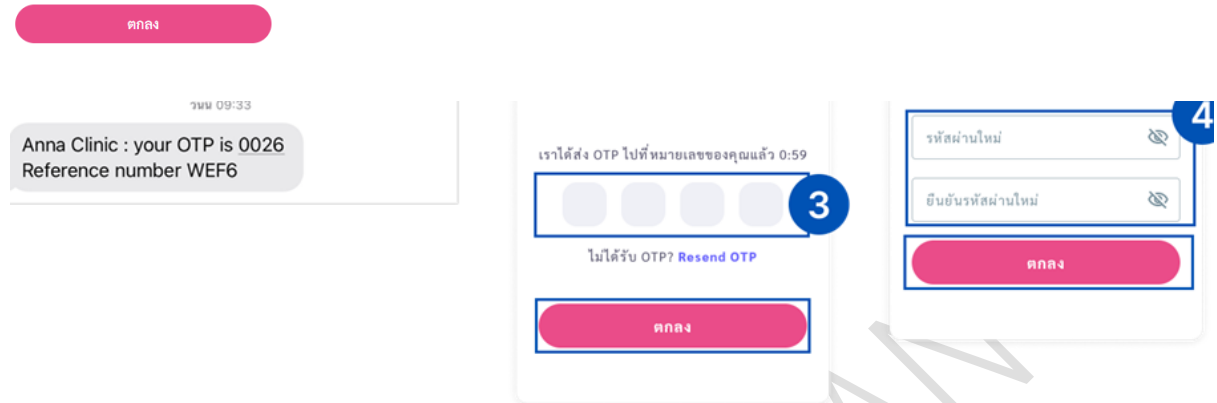 ตกลง
วันนี้ 09:33
Anna Clinic : your OTP is 0026
Reference number WEF6
เราได้ส่ง OTP ไปที่หมายเลขของคุณแล้ว 0:59
3
ไม่ได้รับ OTP? Resend OTP
ตกลง
4
รหัสผ่านใหม่
ยืนยันรหัสผ่านใหม่
ตกลง